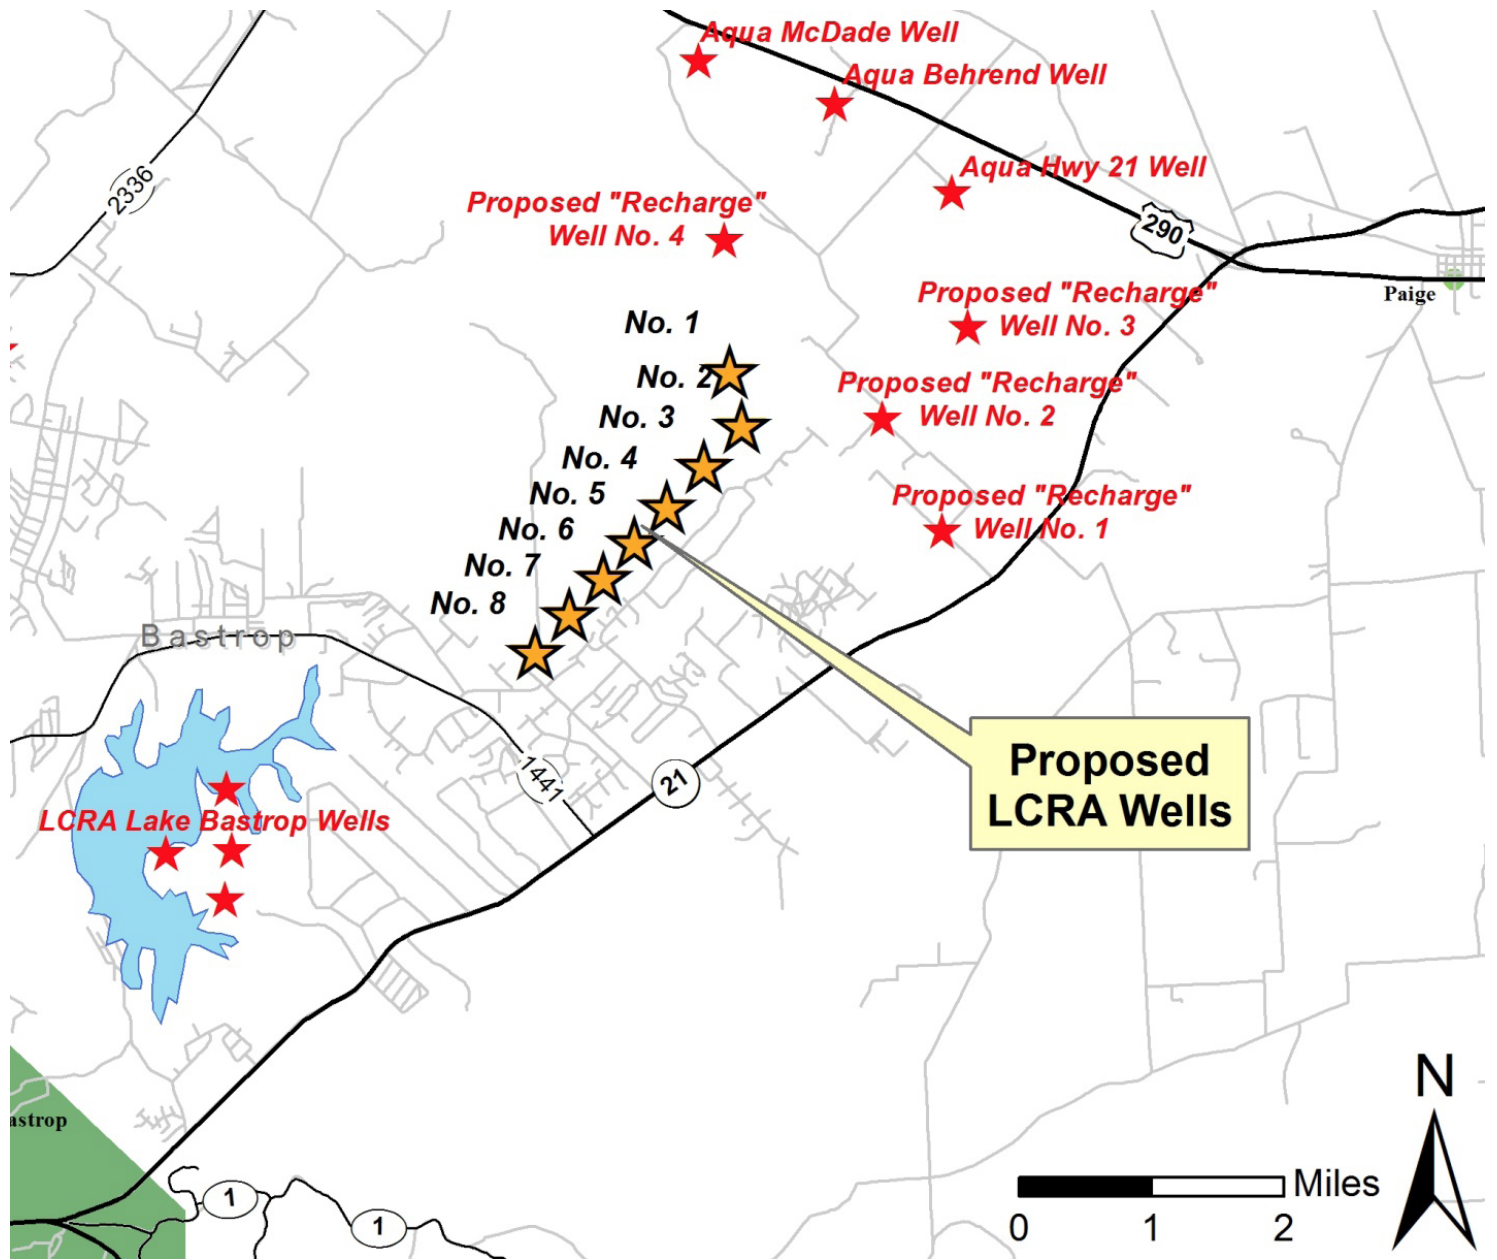 Aqua McDade Well
Aqua Behrend Well
Aqua Hwy 21 Well
2336
Proposed "Recharge"
Well No. 4
290
Proposed "Recharge"
Well No. 3
Paige
No. 1
No. 2
No. 3
No. 4
No. 5
No. 6
No. 7
No. 8
Proposed "Recharge"
Well No. 2
Proposed "Recharge"
Well No. 1
Bastrop
1441
21
Proposed
LCRA Wells
LCRA Lake Bastrop Wells
astrop
1
1
N
Miles
0 1 2